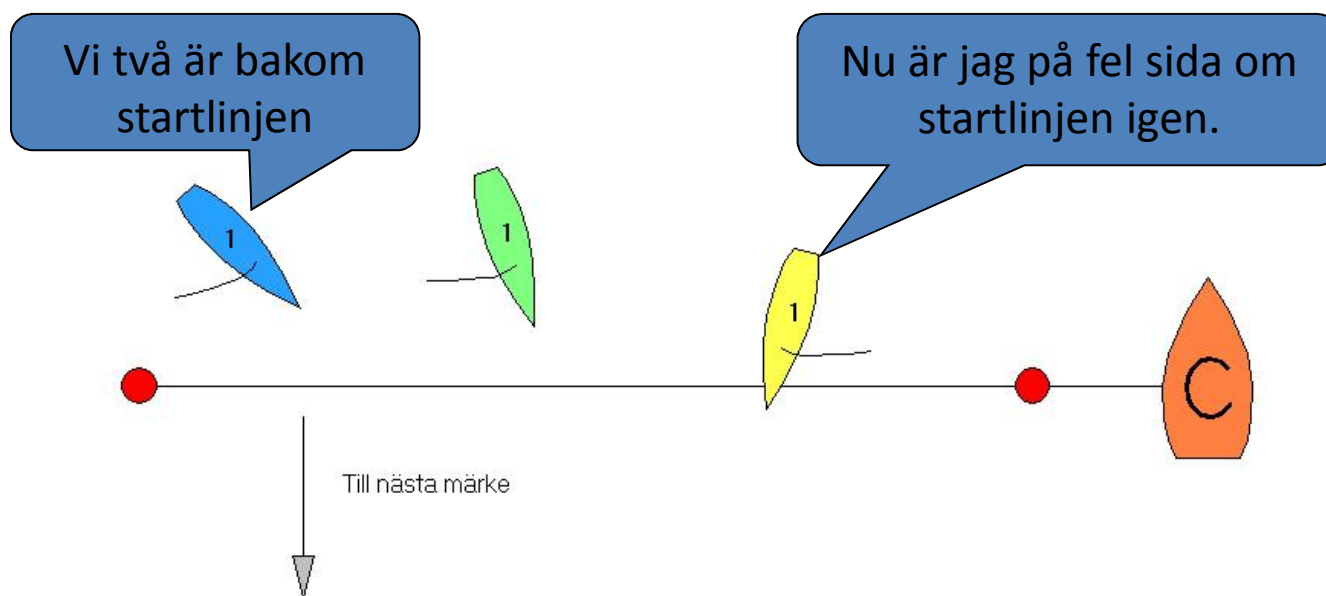 Vi två är bakom
startlinjen
Nu är jag på fel sida om
startlinjen igen.
1
1
1
C
Till nästa märke